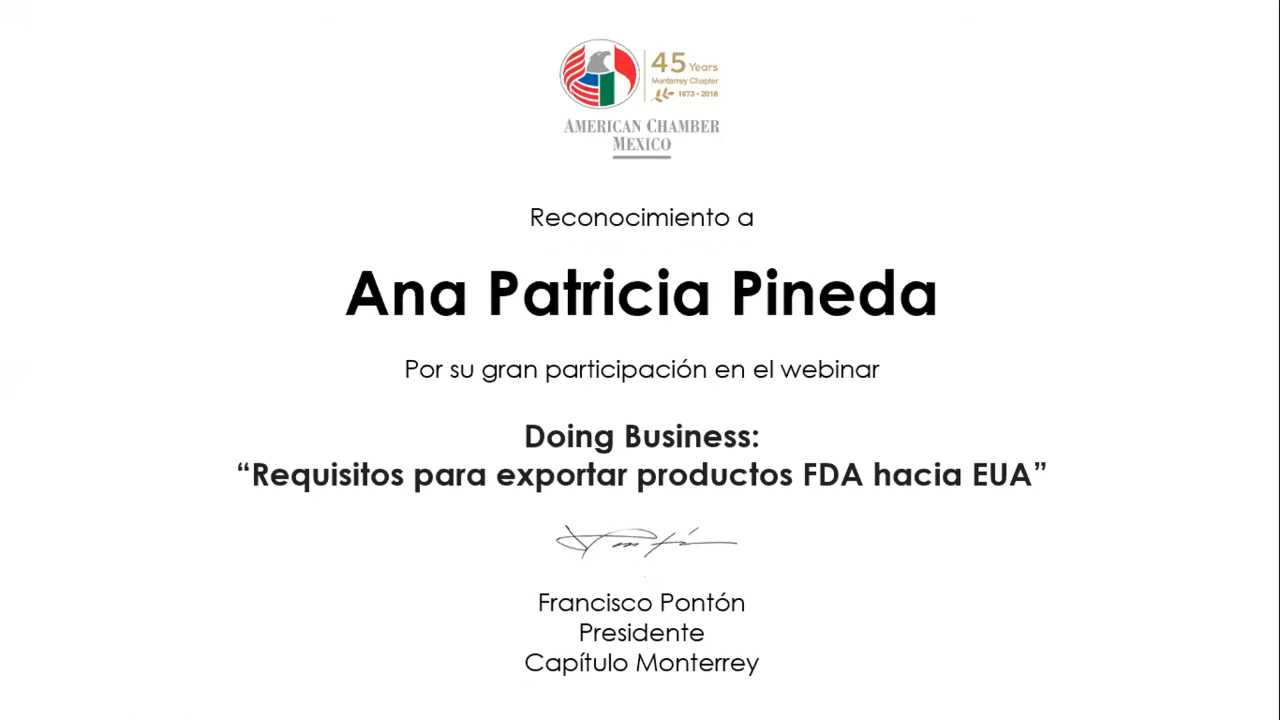 45 Years
Monterrey Chapter
1973 - 2018
AMERICAN CHAMBER
MEXICO
Reconocimiento a
Ana Patricia Pineda
Por su gran participación en el webinar
Doing Business:
“Requisitos para exportar productos FDA hacia EUA”
Francisco Pontón
Presidente
Capítulo Monterrey